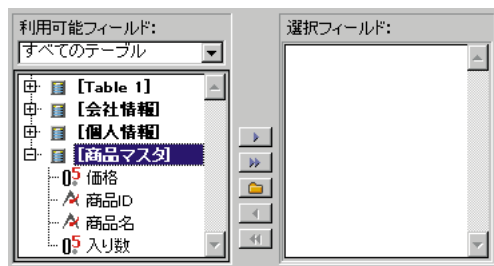 利用可能フィールド:
すべてのテーブル
[Table 1]
[会社情報]
[個人情報]
[商品マスタ]
価格
商品ID
商品名
入り数
選択フィールド: